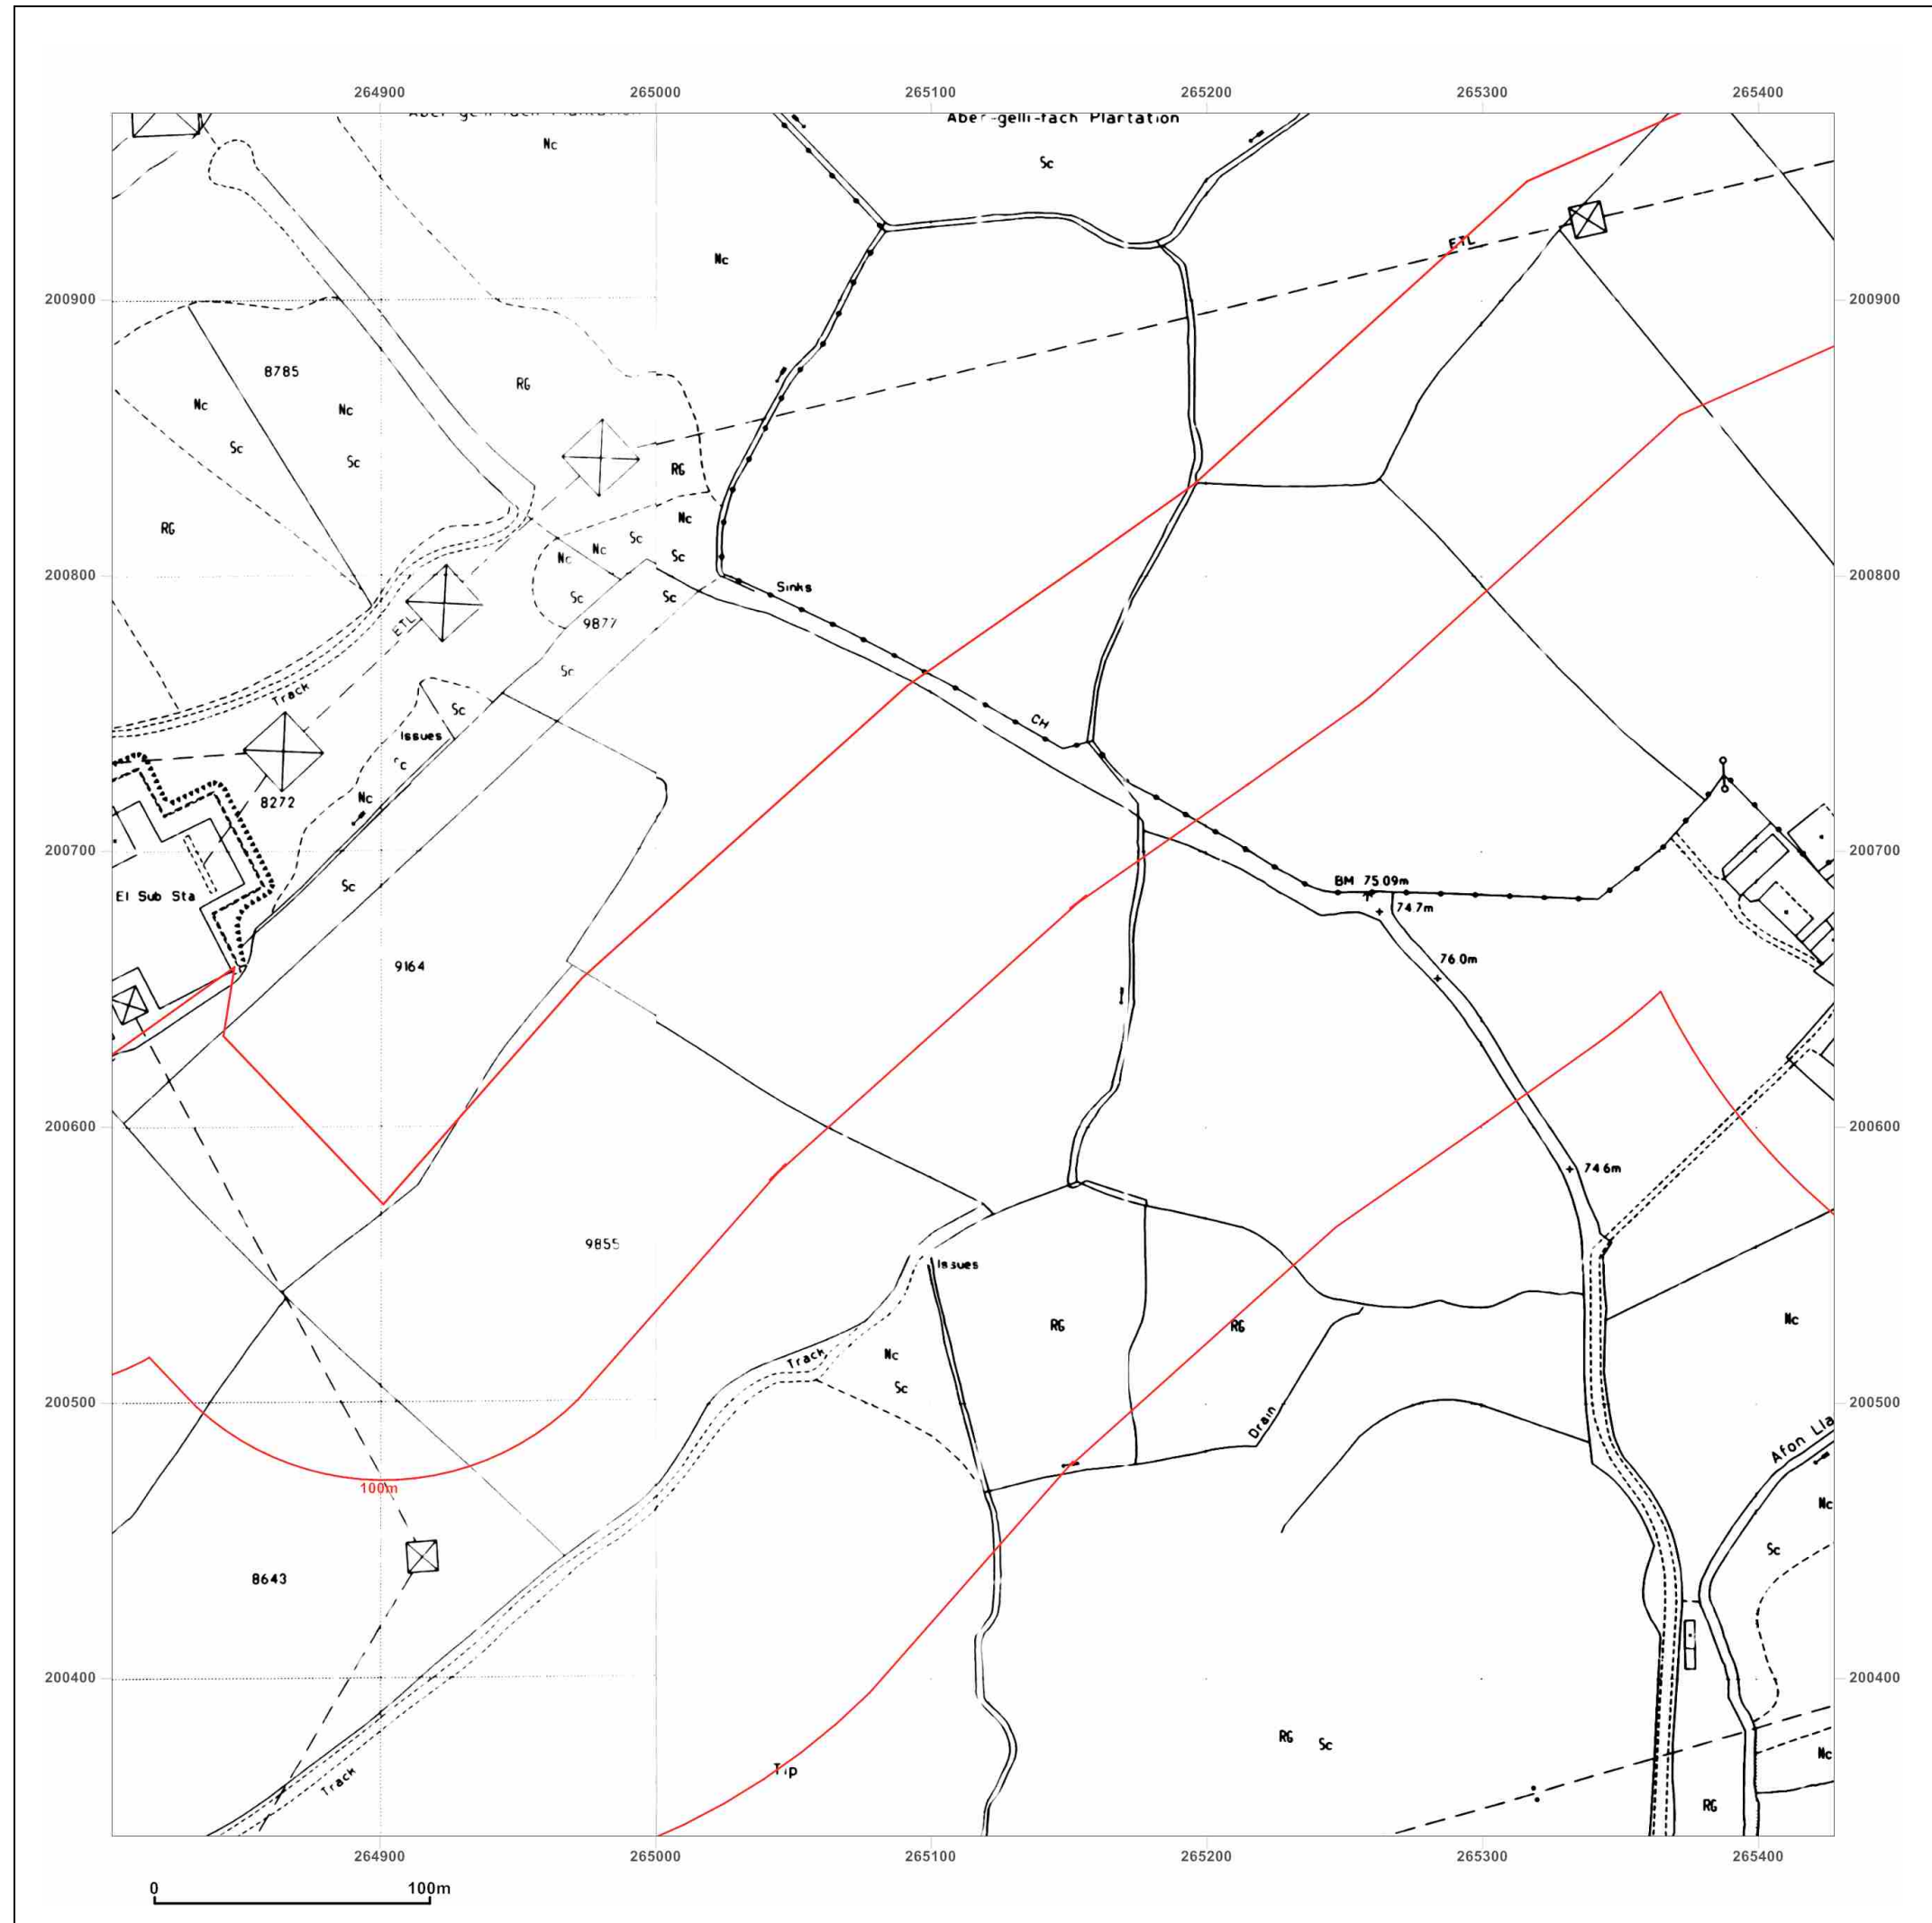 264900 265000 265100 265200 265300 265400
Aber-gelli-fach Plantation
Aber-gelli-fach Plantation
Nc
Sc
Nc
ETL
200900 200900
8785
RG
Nc Nc
Sc Sc
RG
Nc
RG
Sc
Nc Nc Sc
200800 200800
Sinks
Sc Sc
9877
ETL
Sc
Track
Sc
CH
Issues
Nc
8272
200700 200700
Sc
BM 75.09m
El Sub Sta
74.7m
76.0m
9164
200600 200600
74.6m
9855
Issues
RG RG Nc
Track
Nc
Sc
200500 200500
Drain
Afon Lla
100m
Nc
Sc
8643
200400 200400
RG Sc
Nc
Tip
Track
RG
264900 265000 265100 265200 265300 265400
0 100m